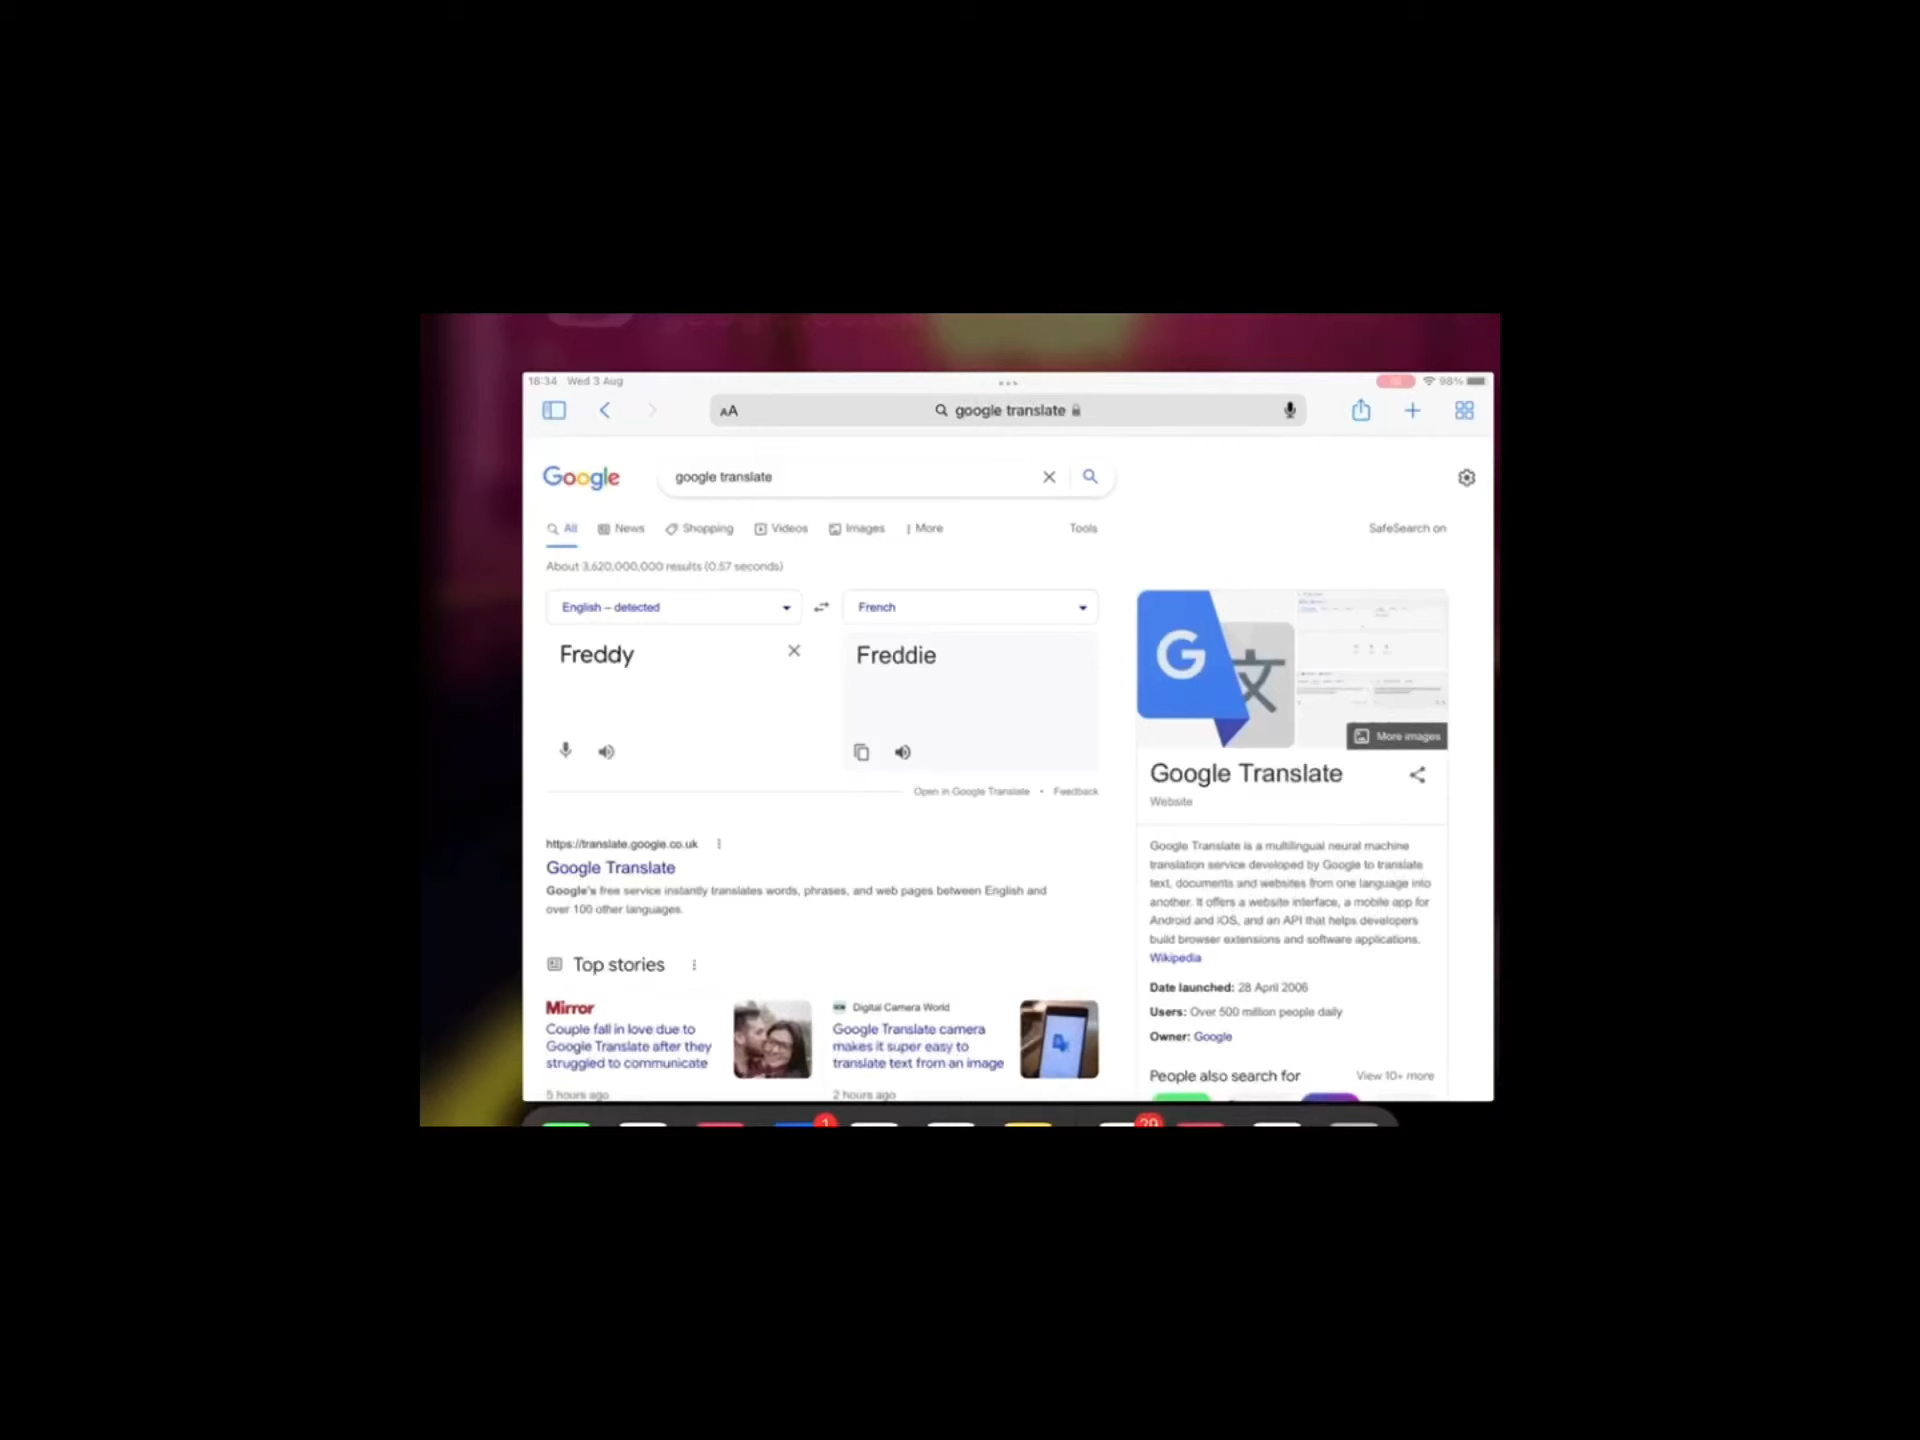 16:34 Wed 3 Aug
98%
AA google translate
Google google translate
All News Shopping Videos Images More Tools SafeSearch on
About 3,620,000,000 results (0.57 seconds)
English – detected French
Freddy Freddie
Open in Google Translate • Feedback
https://translate.google.co.uk
Google Translate
Google's free service instantly translates words, phrases, and web pages between English and
over 100 other languages.
Top stories
Mirror
Couple fall in love due to
Google Translate after they
struggled to communicate
5 hours ago
Digital Camera World
Google Translate camera
makes it super easy to
translate text from an image
2 hours ago
G 文
More images
Google Translate
Website
Google Translate is a multilingual neural machine
translation service developed by Google to translate
text, documents and websites from one language into
another. It offers a website interface, a mobile app for
Android and iOS, and an API that helps developers
build browser extensions and software applications.
Wikipedia
Date launched: 28 April 2006
Users: Over 500 million people daily
Owner: Google
People also search for View 10+ more
1
29